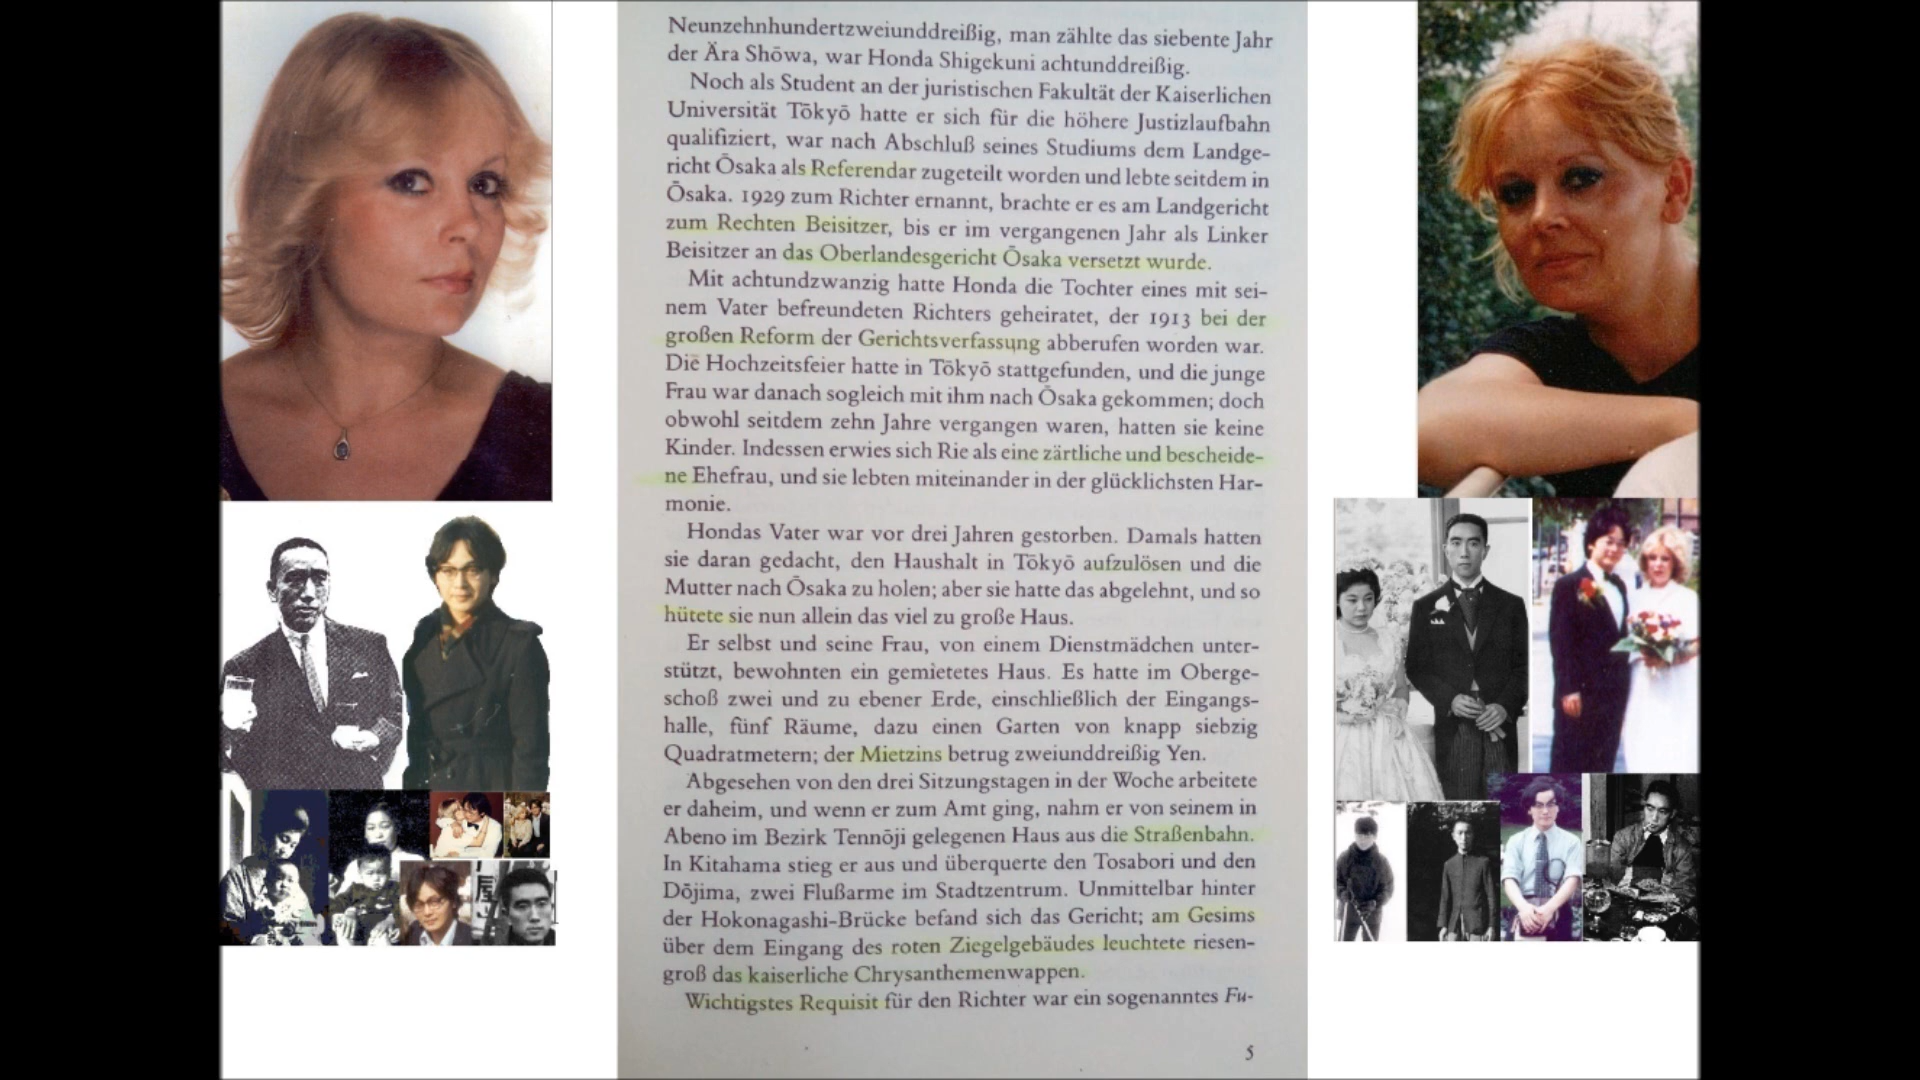 Neunzehnhundertzweiunddreißig, man zählte das siebente Jahr
der Ära Shōwa, war Honda Shigekuni achtunddreißig.
Noch als Student an der juristischen Fakultät der Kaiserlichen
Universität Tōkyō hatte er sich für die höhere Justizlaufbahn
qualifiziert, war nach Abschluß seines Studiums dem Landge-
richt Ōsaka als Referendar zugeteilt worden und lebte seitdem in
Ōsaka. 1929 zum Richter ernannt, brachte er es am Landgericht
zum Rechten Beisitzer, bis er im vergangenen Jahr als Linker
Beisitzer an das Oberlandesgericht Ōsaka versetzt wurde.
Mit achtundzwanzig hatte Honda die Tochter eines mit sei-
nem Vater befreundeten Richters geheiratet, der 1913 bei der
großen Reform der Gerichtsverfassung abberufen worden war.
Die Hochzeitsfeier hatte in Tōkyō stattgefunden, und die junge
Frau war danach sogleich mit ihm nach Ōsaka gekommen; doch
obwohl seitdem zehn Jahre vergangen waren, hatten sie keine
Kinder. Indessen erwies sich Rie als eine zärtliche und bescheide-
ne Ehefrau, und sie lebten miteinander in der glücklichsten Har-
monie.
Hondas Vater war vor drei Jahren gestorben. Damals hatten
sie daran gedacht, den Haushalt in Tōkyō aufzulösen und die
Mutter nach Ōsaka zu holen; aber sie hatte das abgelehnt, und so
hütete sie nun allein das viel zu große Haus.
Er selbst und seine Frau, von einem Dienstmädchen unter-
stützt, bewohnten ein gemietetes Haus. Es hatte im Oberge-
schoß zwei und zu ebener Erde, einschließlich der Eingangs-
halle, fünf Räume, dazu einen Garten von knapp siebzig
Quadratmetern; der Mietzins betrug zweiunddreißig Yen.
Abgesehen von den drei Sitzungstagen in der Woche arbeitete
er daheim, und wenn er zum Amt ging, nahm er von seinem in
Abeno im Bezirk Tennōji gelegenen Haus aus die Straßenbahn.
In Kitahama stieg er aus und überquerte den Tosabori und den
Dōjima, zwei Flußarme im Stadtzentrum. Unmittelbar hinter
der Hokonagashi-Brücke befand sich das Gericht; am Gesims
über dem Eingang des roten Ziegelgebäudes leuchtete riesen-
groß das kaiserliche Chrysanthemenwappen.
Wichtigstes Requisit für den Richter war ein sogenanntes Fu-
5